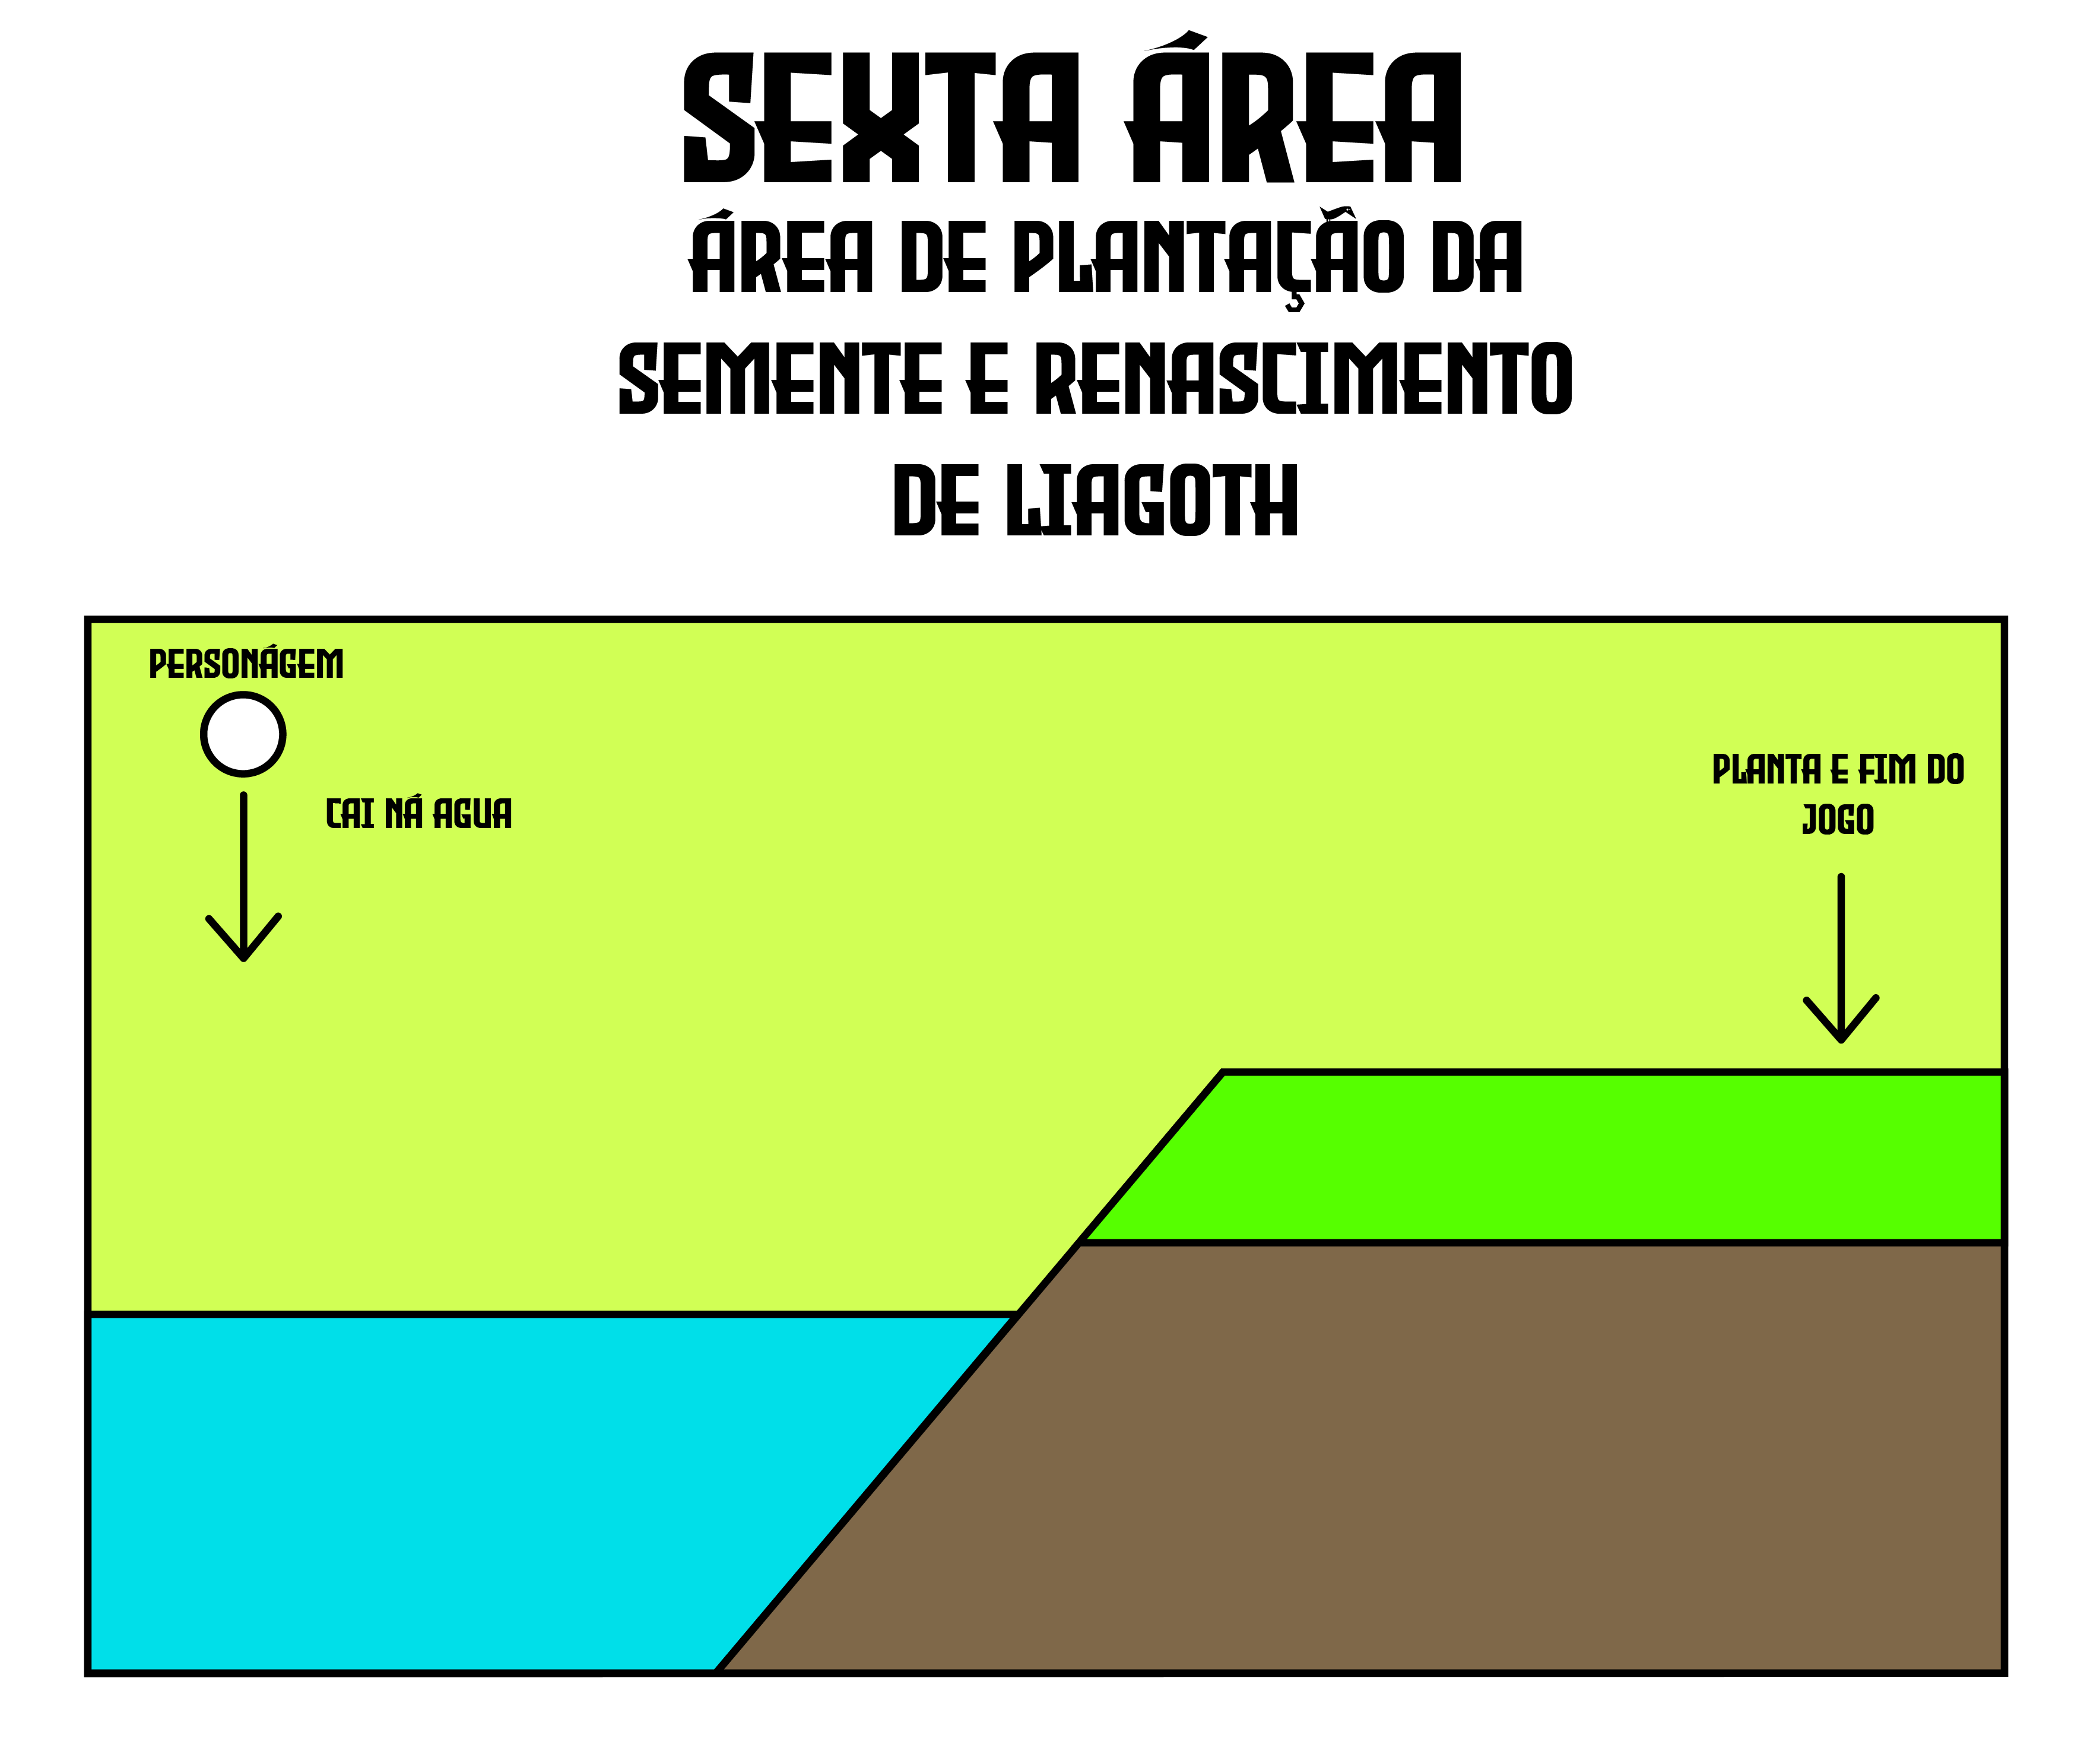 SEXTA ÁREA
ÁREA DE PLANTAÇÃO DA
SEMENTE E RENASCIMENTO
DE LIAGOTH
PERSONÁGEM
CAI NÁ AGUA
PLANTA E FIM DO
JOGO